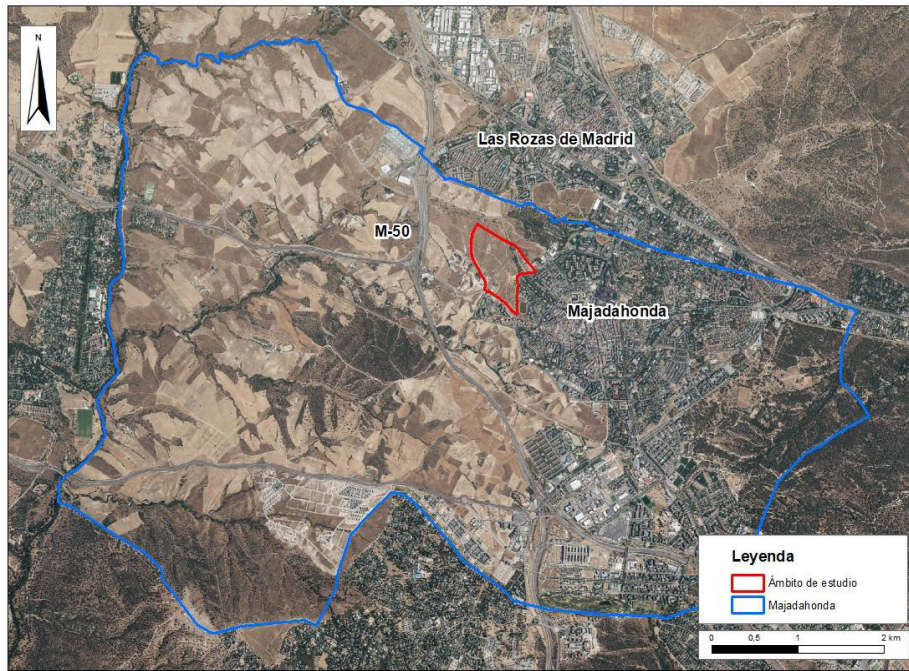 N
Las Rozas de Madrid
M-50
Majadahonda
Leyenda
Ámbito de estudio
Majadahonda
0 0,5 1 2 km